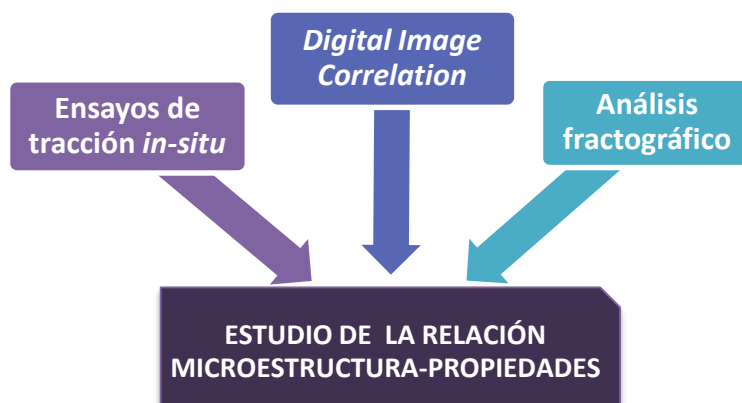 Digital Image
Correlation
Ensayos de
tracción in-situ
Análisis
fractográfico
ESTUDIO DE LA RELACIÓN
MICROESTRUCTURA-PROPIEDADES